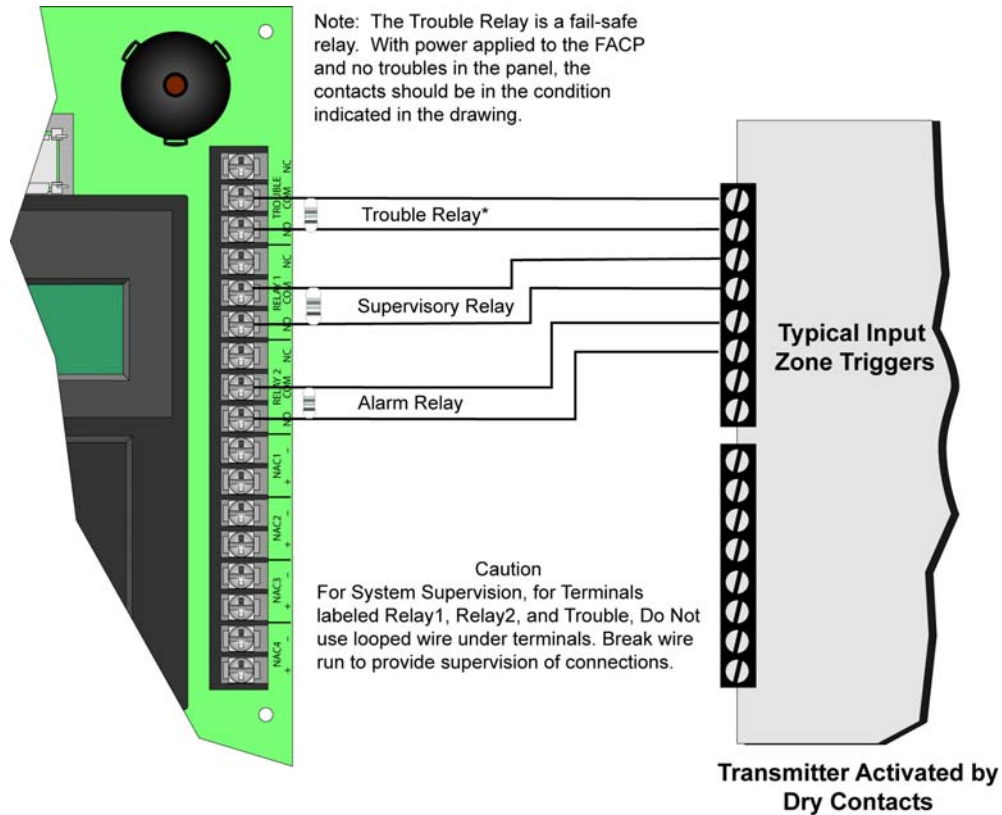 Note: The Trouble Relay is a fail-safe
relay. With power applied to the FACP
and no troubles in the panel, the
contacts should be in the condition
indicated in the drawing.
NC
COM
NO
TROUBLE
Trouble Relay*
NC
COM
NO
RELAY 1
Supervisory Relay
NC
COM
NO
RELAY 2
Alarm Relay
-
+
NAC1
-
+
NAC2
-
+
NAC3
-
+
NAC4
Typical Input
Zone Triggers
Caution
For System Supervision, for Terminals
labeled Relay1, Relay2, and Trouble, Do Not
use looped wire under terminals. Break wire
run to provide supervision of connections.
Transmitter Activated by
Dry Contacts